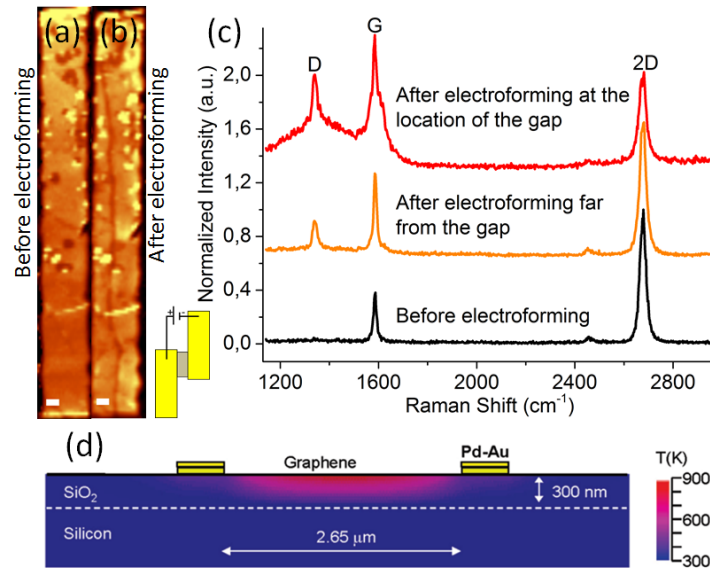 (a) (b)
Before electroforming
After electroforming
+ -
(c)
Normalized Intensity (a.u.)
2,0
1,6
1,2
0,8
0,4
0,0
D
G
2D
After electroforming at the
location of the gap
After electroforming far
from the gap
Before electroforming
1200 1600 2000 2400 2800
Raman Shift (cm⁻¹)
(d)
Graphene
Pd-Au
SiO₂
300 nm
Silicon
2.65 μm
T(K)
900
600
300